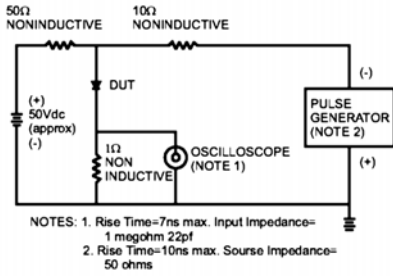 50Ω
NONINDUCTIVE
10Ω
NONINDUCTIVE
(+)
50Vdc
(approx)
(-)
DUT
1Ω
NON
INDUCTIVE
OSCILLOSCOPE
(NOTE 1)
(-)
PULSE
GENERATOR
(NOTE 2)
(+)
NOTES: 1. Rise Time=7ns max. Input Impedance=
1 megohm 22pf
2. Rise Time=10ns max. Sourse Impedance=
50 ohms